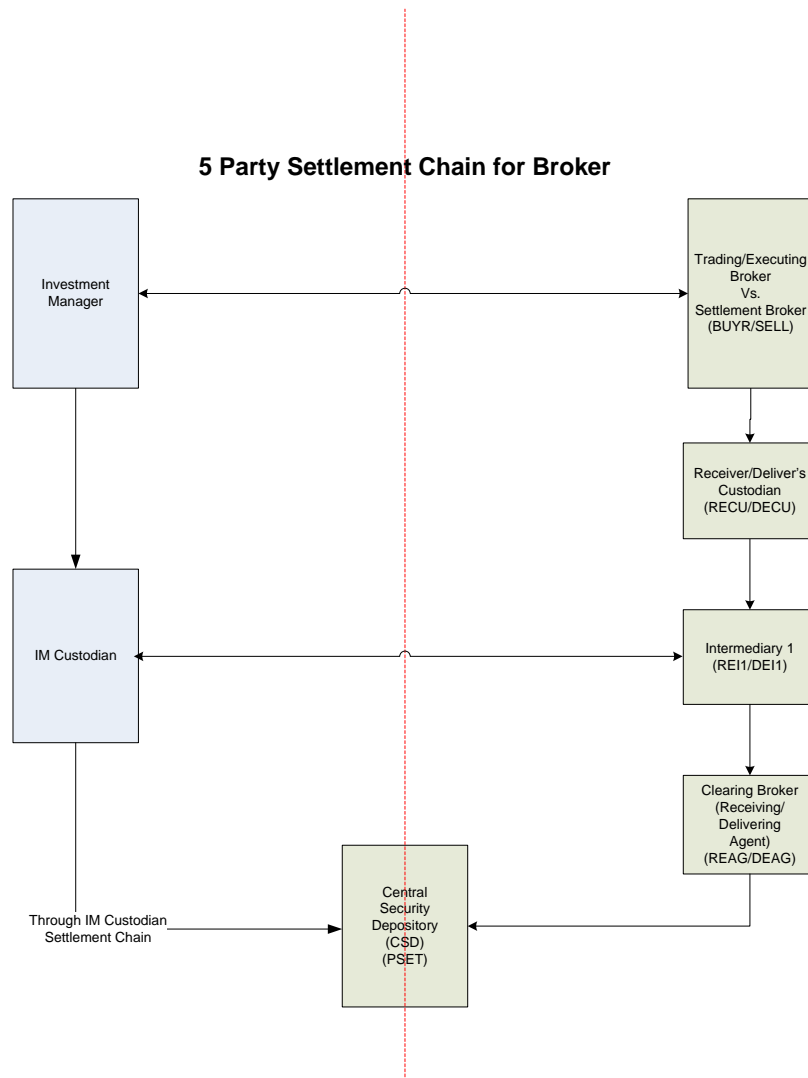 5 Party Settlement Chain for Broker
Investment
Manager
Trading/Executing
Broker
Vs.
Settlement Broker
(BUYR/SELL)
Receiver/Deliver's
Custodian
(RECU/DECU)
IM Custodian
Intermediary 1
(REI1/DEI1)
Clearing Broker
(Receiving/
Delivering
Agent)
(REAG/DEAG)
Through IM Custodian
Settlement Chain
Central
Security
Depository
(CSD)
(PSET)